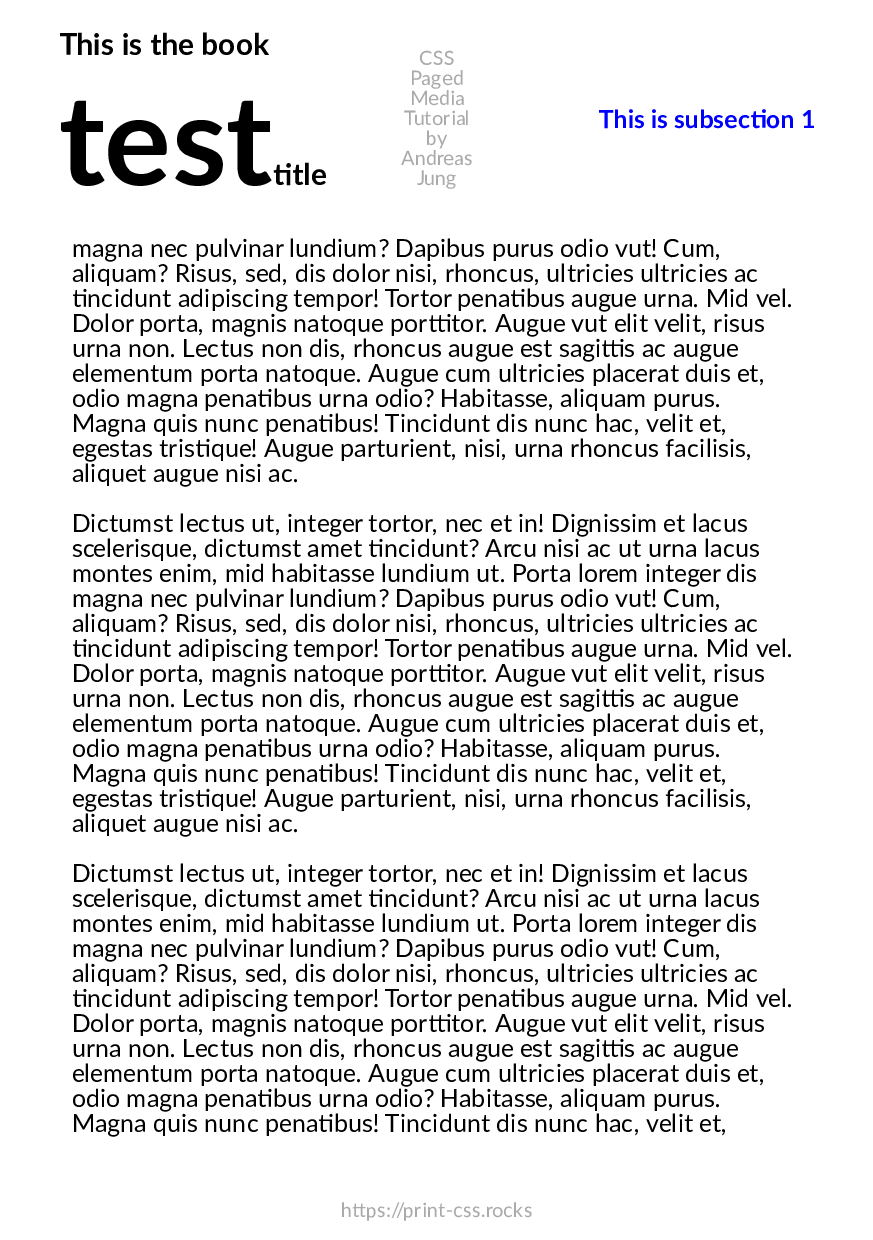 This is the book
testtitle
CSS
Paged
Media
Tutorial
by
Andreas
Jung
This is subsection 1
magna nec pulvinar lundium? Dapibus purus odio vut! Cum,
aliquam? Risus, sed, dis dolor nisi, rhoncus, ultricies ultricies ac
tincidunt adipiscing tempor! Tortor penatibus augue urna. Mid vel.
Dolor porta, magnis natoque porttitor. Augue vut elit velit, risus
urna non. Lectus non dis, rhoncus augue est sagittis ac augue
elementum porta natoque. Augue cum ultricies placerat duis et,
odio magna penatibus urna odio? Habitasse, aliquam purus.
Magna quis nunc penatibus! Tincidunt dis nunc hac, velit et,
egestas tristique! Augue parturient, nisi, urna rhoncus facilisis,
aliquet augue nisi ac.
Dictumst lectus ut, integer tortor, nec et in! Dignissim et lacus
scelerisque, dictumst amet tincidunt? Arcu nisi ac ut urna lacus
montes enim, mid habitasse lundium ut. Porta lorem integer dis
magna nec pulvinar lundium? Dapibus purus odio vut! Cum,
aliquam? Risus, sed, dis dolor nisi, rhoncus, ultricies ultricies ac
tincidunt adipiscing tempor! Tortor penatibus augue urna. Mid vel.
Dolor porta, magnis natoque porttitor. Augue vut elit velit, risus
urna non. Lectus non dis, rhoncus augue est sagittis ac augue
elementum porta natoque. Augue cum ultricies placerat duis et,
odio magna penatibus urna odio? Habitasse, aliquam purus.
Magna quis nunc penatibus! Tincidunt dis nunc hac, velit et,
egestas tristique! Augue parturient, nisi, urna rhoncus facilisis,
aliquet augue nisi ac.
Dictumst lectus ut, integer tortor, nec et in! Dignissim et lacus
scelerisque, dictumst amet tincidunt? Arcu nisi ac ut urna lacus
montes enim, mid habitasse lundium ut. Porta lorem integer dis
magna nec pulvinar lundium? Dapibus purus odio vut! Cum,
aliquam? Risus, sed, dis dolor nisi, rhoncus, ultricies ultricies ac
tincidunt adipiscing tempor! Tortor penatibus augue urna. Mid vel.
Dolor porta, magnis natoque porttitor. Augue vut elit velit, risus
urna non. Lectus non dis, rhoncus augue est sagittis ac augue
elementum porta natoque. Augue cum ultricies placerat duis et,
odio magna penatibus urna odio? Habitasse, aliquam purus.
Magna quis nunc penatibus! Tincidunt dis nunc hac, velit et,
https://print-css.rocks